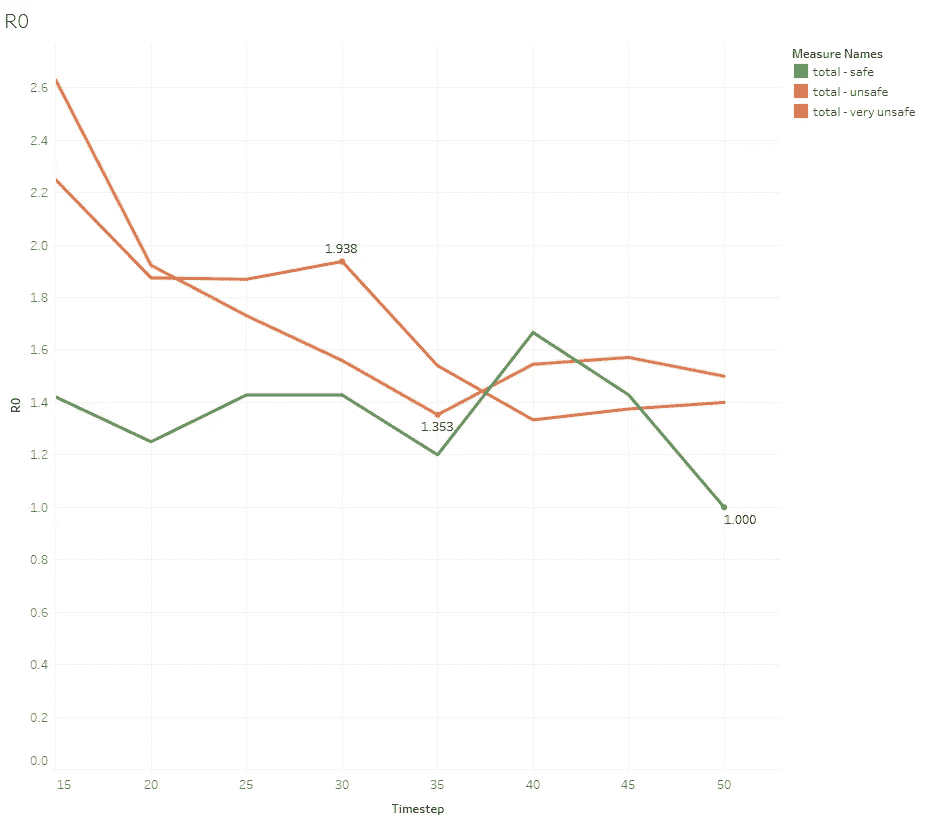 R0
Measure Names
total - safe
total - unsafe
total - very unsafe
2.6
2.4
2.2
2.0
1.8
1.6
1.4
1.2
1.0
0.8
0.6
0.4
0.2
0.0
R0
1.938
1.353
1.000
15 20 25 30 35 40 45 50
Timestep